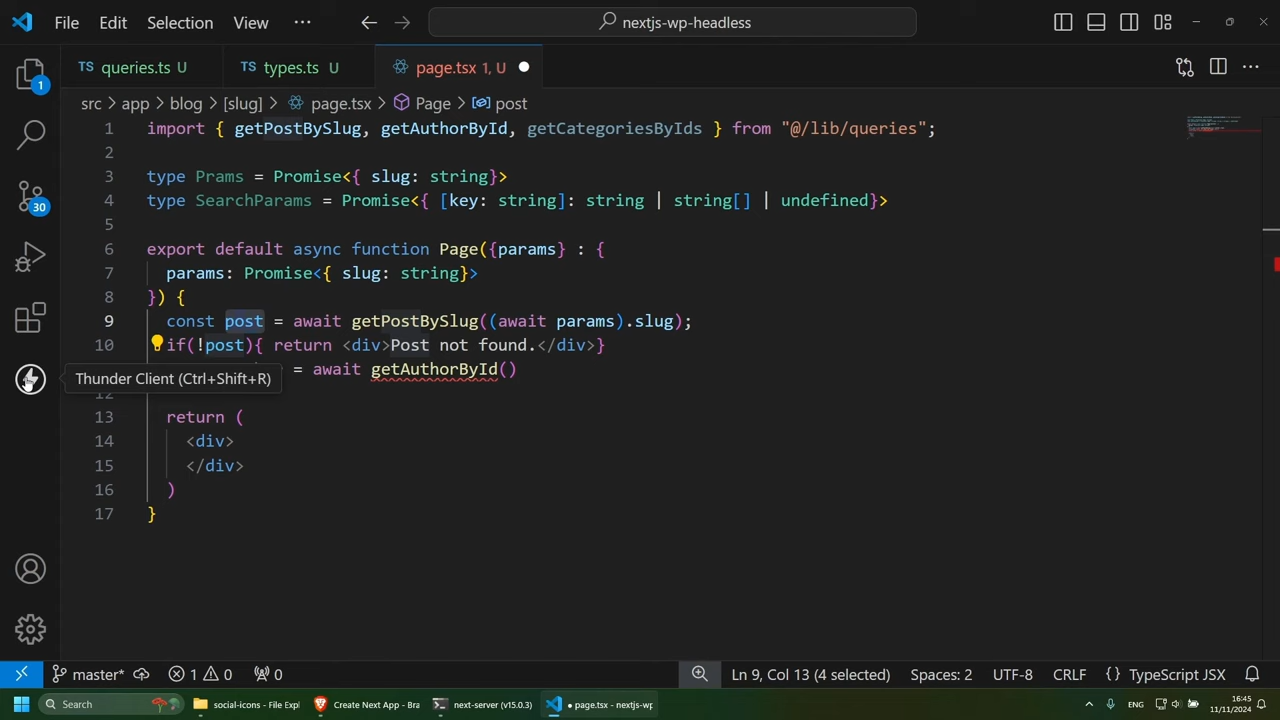 File Edit Selection View ··· nextjs-wp-headless
TS queries.ts U TS types.ts U page.tsx 1, U
src > app > blog > [slug] > page.tsx > Page > post
1 import { getPostBySlug, getAuthorById, getCategoriesByIds } from "@/lib/queries";
2
3 type Prams = Promise<{ slug: string}>
4 type SearchParams = Promise<{ [key: string]: string | string[] | undefined}>
5
6 export default async function Page({params} : {
7 params: Promise<{ slug: string}>
8 }) {
9 const post = await getPostBySlug((await params).slug);
10 if(!post){ return <div>Post not found.</div>}
= await getAuthorById()
Thunder Client (Ctrl+Shift+R)
13 return (
14 <div>
15 </div>
16 )
17 }
1
30
master* 1 0 0 Ln 9, Col 13 (4 selected) Spaces: 2 UTF-8 CRLF {} TypeScript JSX
Search social-icons - File Expl Create Next App - Bra next-server (v15.0.3) • page.tsx - nextjs-wp ENG 16:45
11/11/2024